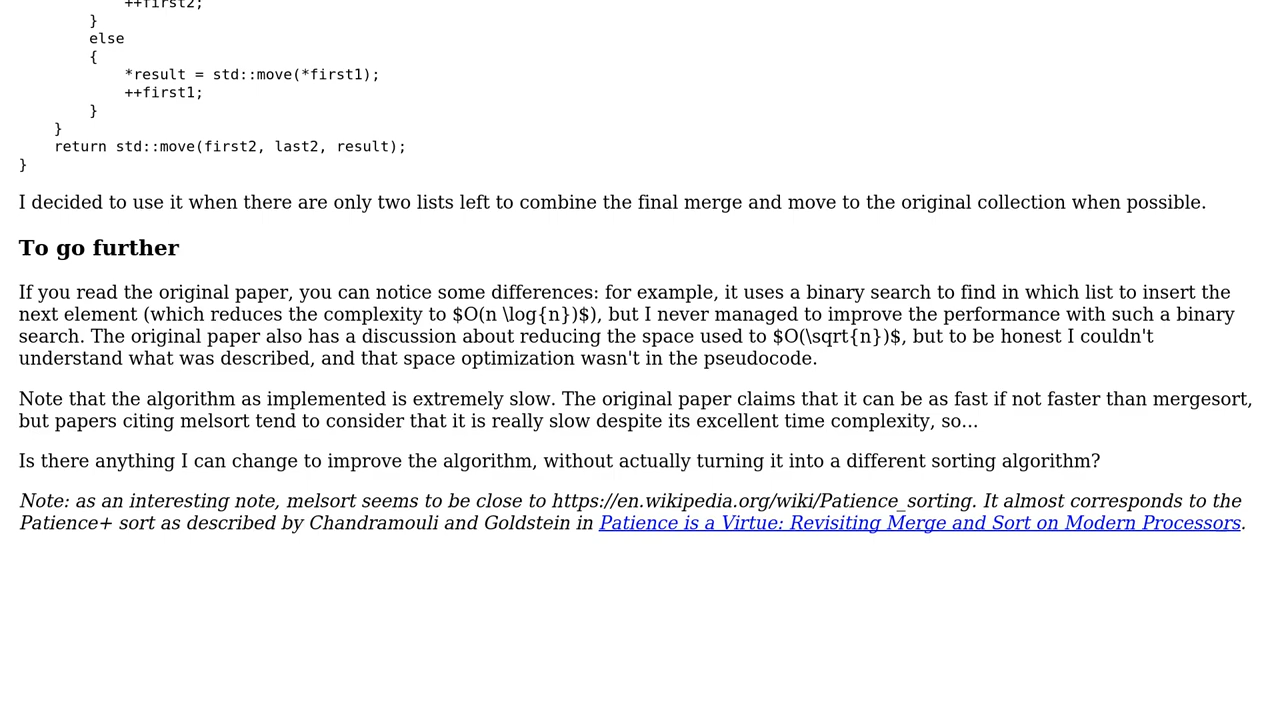 ++first2;
}
else
{
*result = std::move(*first1);
++first1;
}
}
return std::move(first2, last2, result);
}
I decided to use it when there are only two lists left to combine the final merge and move to the original collection when possible.
To go further
If you read the original paper, you can notice some differences: for example, it uses a binary search to find in which list to insert the
next element (which reduces the complexity to $O(n \log{n})$), but I never managed to improve the performance with such a binary
search. The original paper also has a discussion about reducing the space used to $O(\sqrt{n})$, but to be honest I couldn't
understand what was described, and that space optimization wasn't in the pseudocode.
Note that the algorithm as implemented is extremely slow. The original paper claims that it can be as fast if not faster than mergesort,
but papers citing melsort tend to consider that it is really slow despite its excellent time complexity, so...
Is there anything I can change to improve the algorithm, without actually turning it into a different sorting algorithm?
Note: as an interesting note, melsort seems to be close to https://en.wikipedia.org/wiki/Patience_sorting. It almost corresponds to the
Patience+ sort as described by Chandramouli and Goldstein in Patience is a Virtue: Revisiting Merge and Sort on Modern Processors.